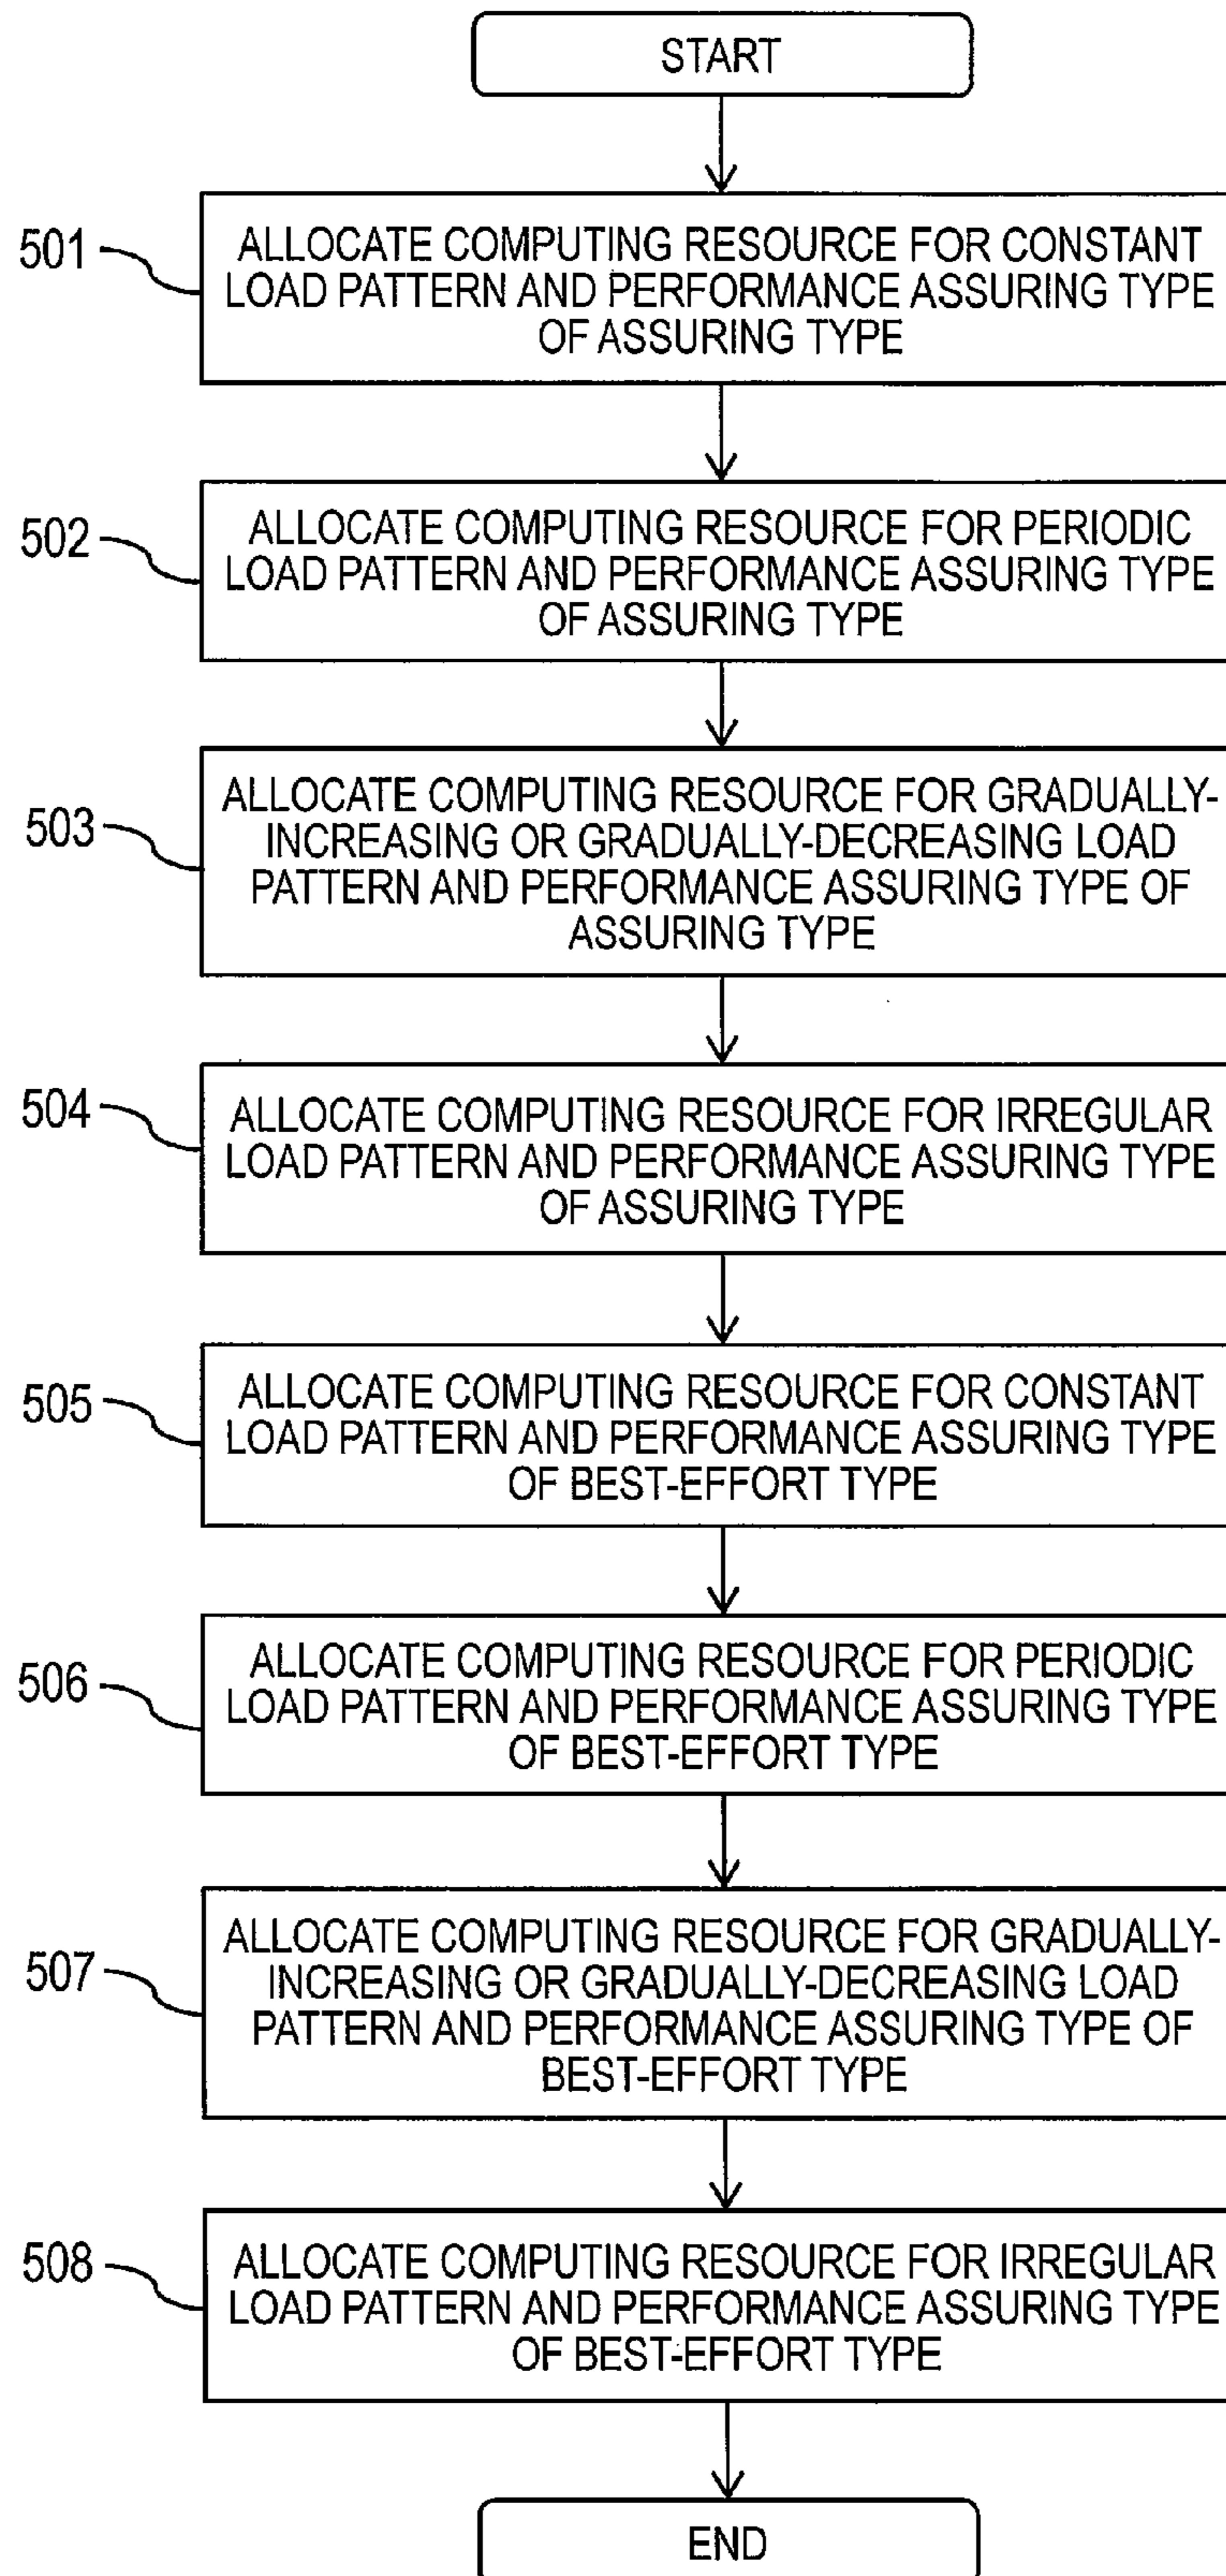 START
501
ALLOCATE COMPUTING RESOURCE FOR CONSTANT
LOAD PATTERN AND PERFORMANCE ASSURING TYPE
OF ASSURING TYPE
502
ALLOCATE COMPUTING RESOURCE FOR PERIODIC
LOAD PATTERN AND PERFORMANCE ASSURING TYPE
OF ASSURING TYPE
503
ALLOCATE COMPUTING RESOURCE FOR GRADUALLY-
INCREASING OR GRADUALLY-DECREASING LOAD
PATTERN AND PERFORMANCE ASSURING TYPE OF
ASSURING TYPE
504
ALLOCATE COMPUTING RESOURCE FOR IRREGULAR
LOAD PATTERN AND PERFORMANCE ASSURING TYPE
OF ASSURING TYPE
505
ALLOCATE COMPUTING RESOURCE FOR CONSTANT
LOAD PATTERN AND PERFORMANCE ASSURING TYPE
OF BEST-EFFORT TYPE
506
ALLOCATE COMPUTING RESOURCE FOR PERIODIC
LOAD PATTERN AND PERFORMANCE ASSURING TYPE
OF BEST-EFFORT TYPE
507
ALLOCATE COMPUTING RESOURCE FOR GRADUALLY-
INCREASING OR GRADUALLY-DECREASING LOAD
PATTERN AND PERFORMANCE ASSURING TYPE OF
BEST-EFFORT TYPE
508
ALLOCATE COMPUTING RESOURCE FOR IRREGULAR
LOAD PATTERN AND PERFORMANCE ASSURING TYPE
OF BEST-EFFORT TYPE
END